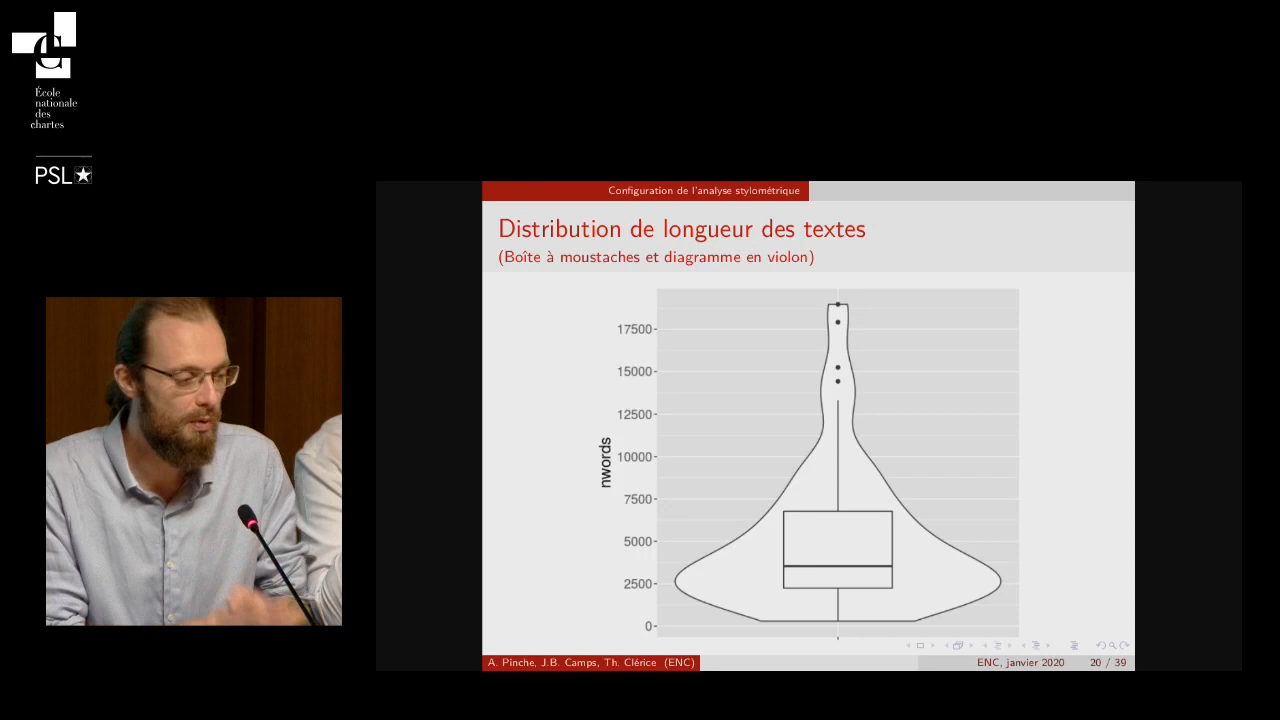 École
nationale
des
chartes
PSL
Configuration de l'analyse stylométrique
Distribution de longueur des textes
(Boîte à moustaches et diagramme en violon)
17500
15000
12500
10000
7500
5000
2500
0
nwords
A. Pinche, J.B. Camps, Th. Clérice (ENC)
ENC, janvier 2020
20 / 39